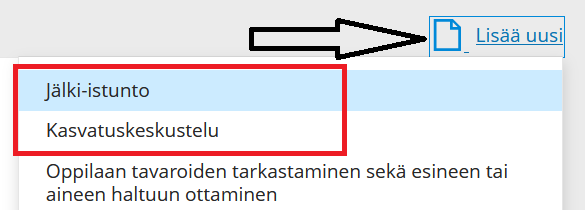 Lisää uusi
Jälki-istunto
Kasvatuskeskustelu
Oppilaan tavaroiden tarkastaminen sekä esineen tai
aineen haltuun ottaminen